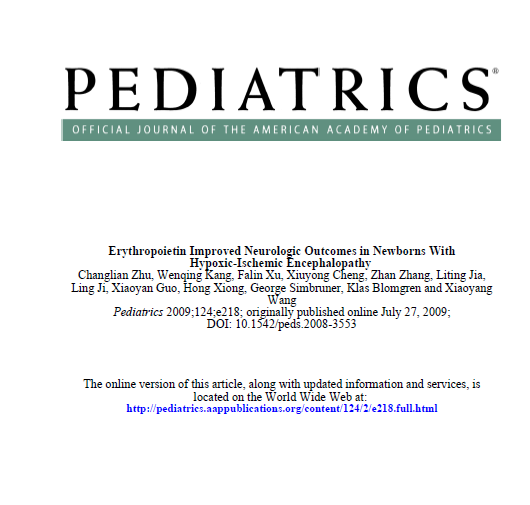 PEDIATRICS®
OFFICIAL JOURNAL OF THE AMERICAN ACADEMY OF PEDIATRICS
Erythropoietin Improved Neurologic Outcomes in Newborns With
Hypoxic-Ischemic Encephalopathy
Changlian Zhu, Wenqing Kang, Falin Xu, Xiuyong Cheng, Zhan Zhang, Liting Jia,
Ling Ji, Xiaoyan Guo, Hong Xiong, George Simbruner, Klas Blomgren and Xiaoyang
Wang
Pediatrics 2009;124;e218; originally published online July 27, 2009;
DOI: 10.1542/peds.2008-3553
The online version of this article, along with updated information and services, is
located on the World Wide Web at:
http://pediatrics.aappublications.org/content/124/2/e218.full.html